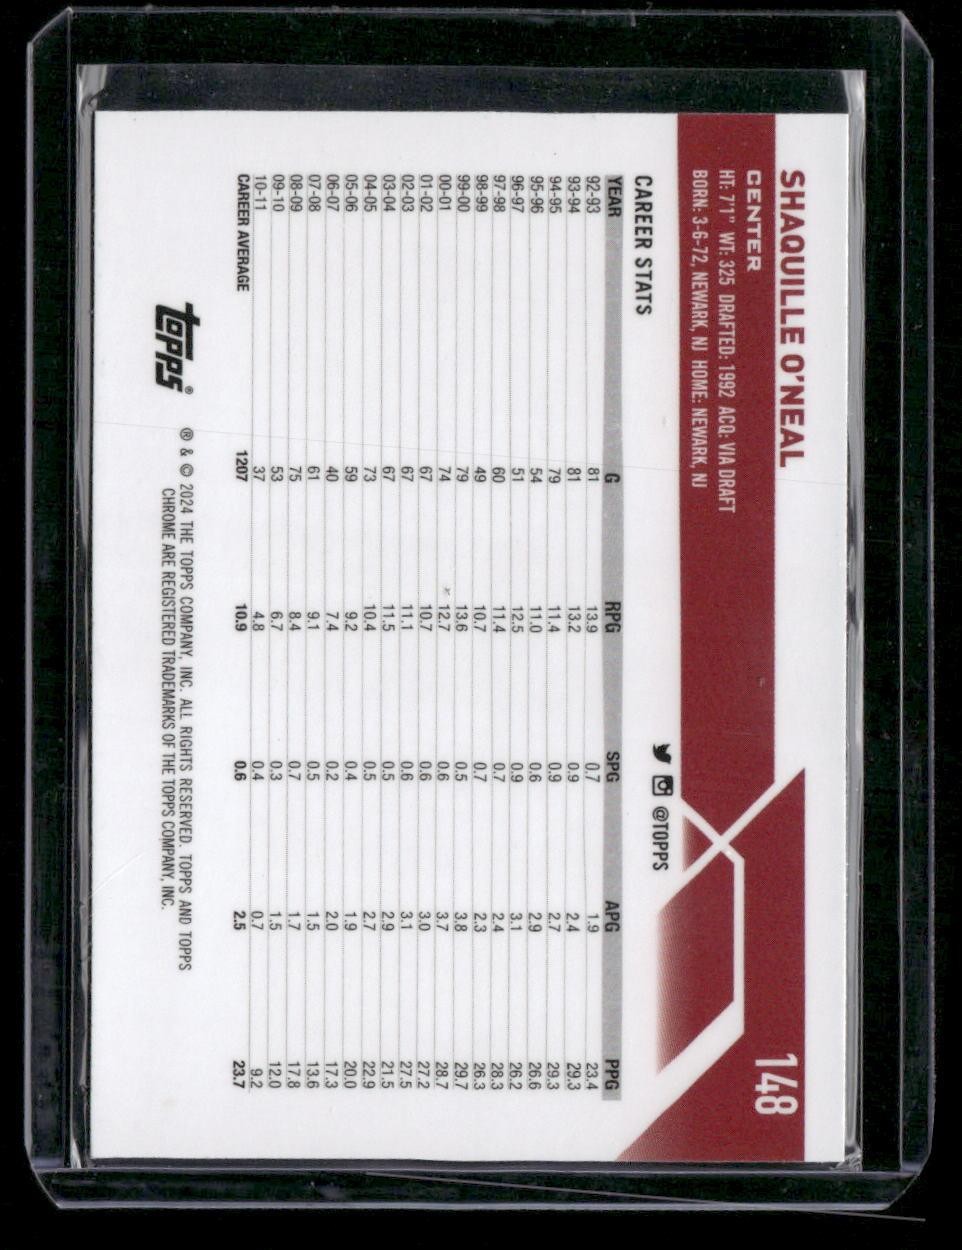 SHAQUILLE O'NEAL
148
CENTER
HT: 7'1" WT: 325 DRAFTED: 1992 ACQ: VIA DRAFT
BORN: 3-6-72, NEWARK, NJ HOME: NEWARK, NJ
@TOPPS
CAREER STATS
YEAR G RPG SPG APG PPG
92-93 81 13.9 0.7 1.9 23.4
93-94 81 13.2 0.9 2.4 29.3
94-95 79 11.4 0.9 2.7 29.3
95-96 54 11.0 0.6 2.9 26.6
96-97 51 12.5 0.9 3.1 26.2
97-98 60 11.4 0.7 2.4 28.3
98-99 49 10.7 0.7 2.3 26.3
99-00 79 13.6 0.5 3.8 29.7
00-01 74 12.7 0.6 3.7 28.7
01-02 67 10.7 0.6 3.0 27.2
02-03 67 11.1 0.6 3.1 27.5
03-04 67 11.5 0.5 2.9 21.5
04-05 73 10.4 0.5 2.7 22.9
05-06 59 9.2 0.4 1.9 20.0
06-07 40 7.4 0.2 2.0 17.3
07-08 61 9.1 0.5 1.5 13.6
08-09 75 8.4 0.7 1.7 17.8
09-10 53 6.7 0.3 1.5 12.0
10-11 37 4.8 0.4 0.7 9.2
CAREER AVERAGE 1207 10.9 0.6 2.5 23.7
topps®
® & © 2024 THE TOPPS COMPANY, INC. ALL RIGHTS RESERVED. TOPPS AND TOPPS
CHROME ARE REGISTERED TRADEMARKS OF THE TOPPS COMPANY, INC.